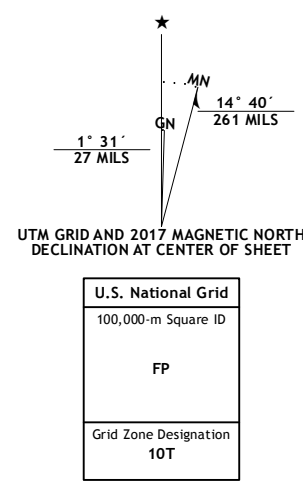 ★
MN
GN
14° 40´
261 MILS
1° 31´
27 MILS
UTM GRID AND 2017 MAGNETIC NORTH
DECLINATION AT CENTER OF SHEET
U.S. National Grid
100,000-m Square ID
FP
Grid Zone Designation
10T